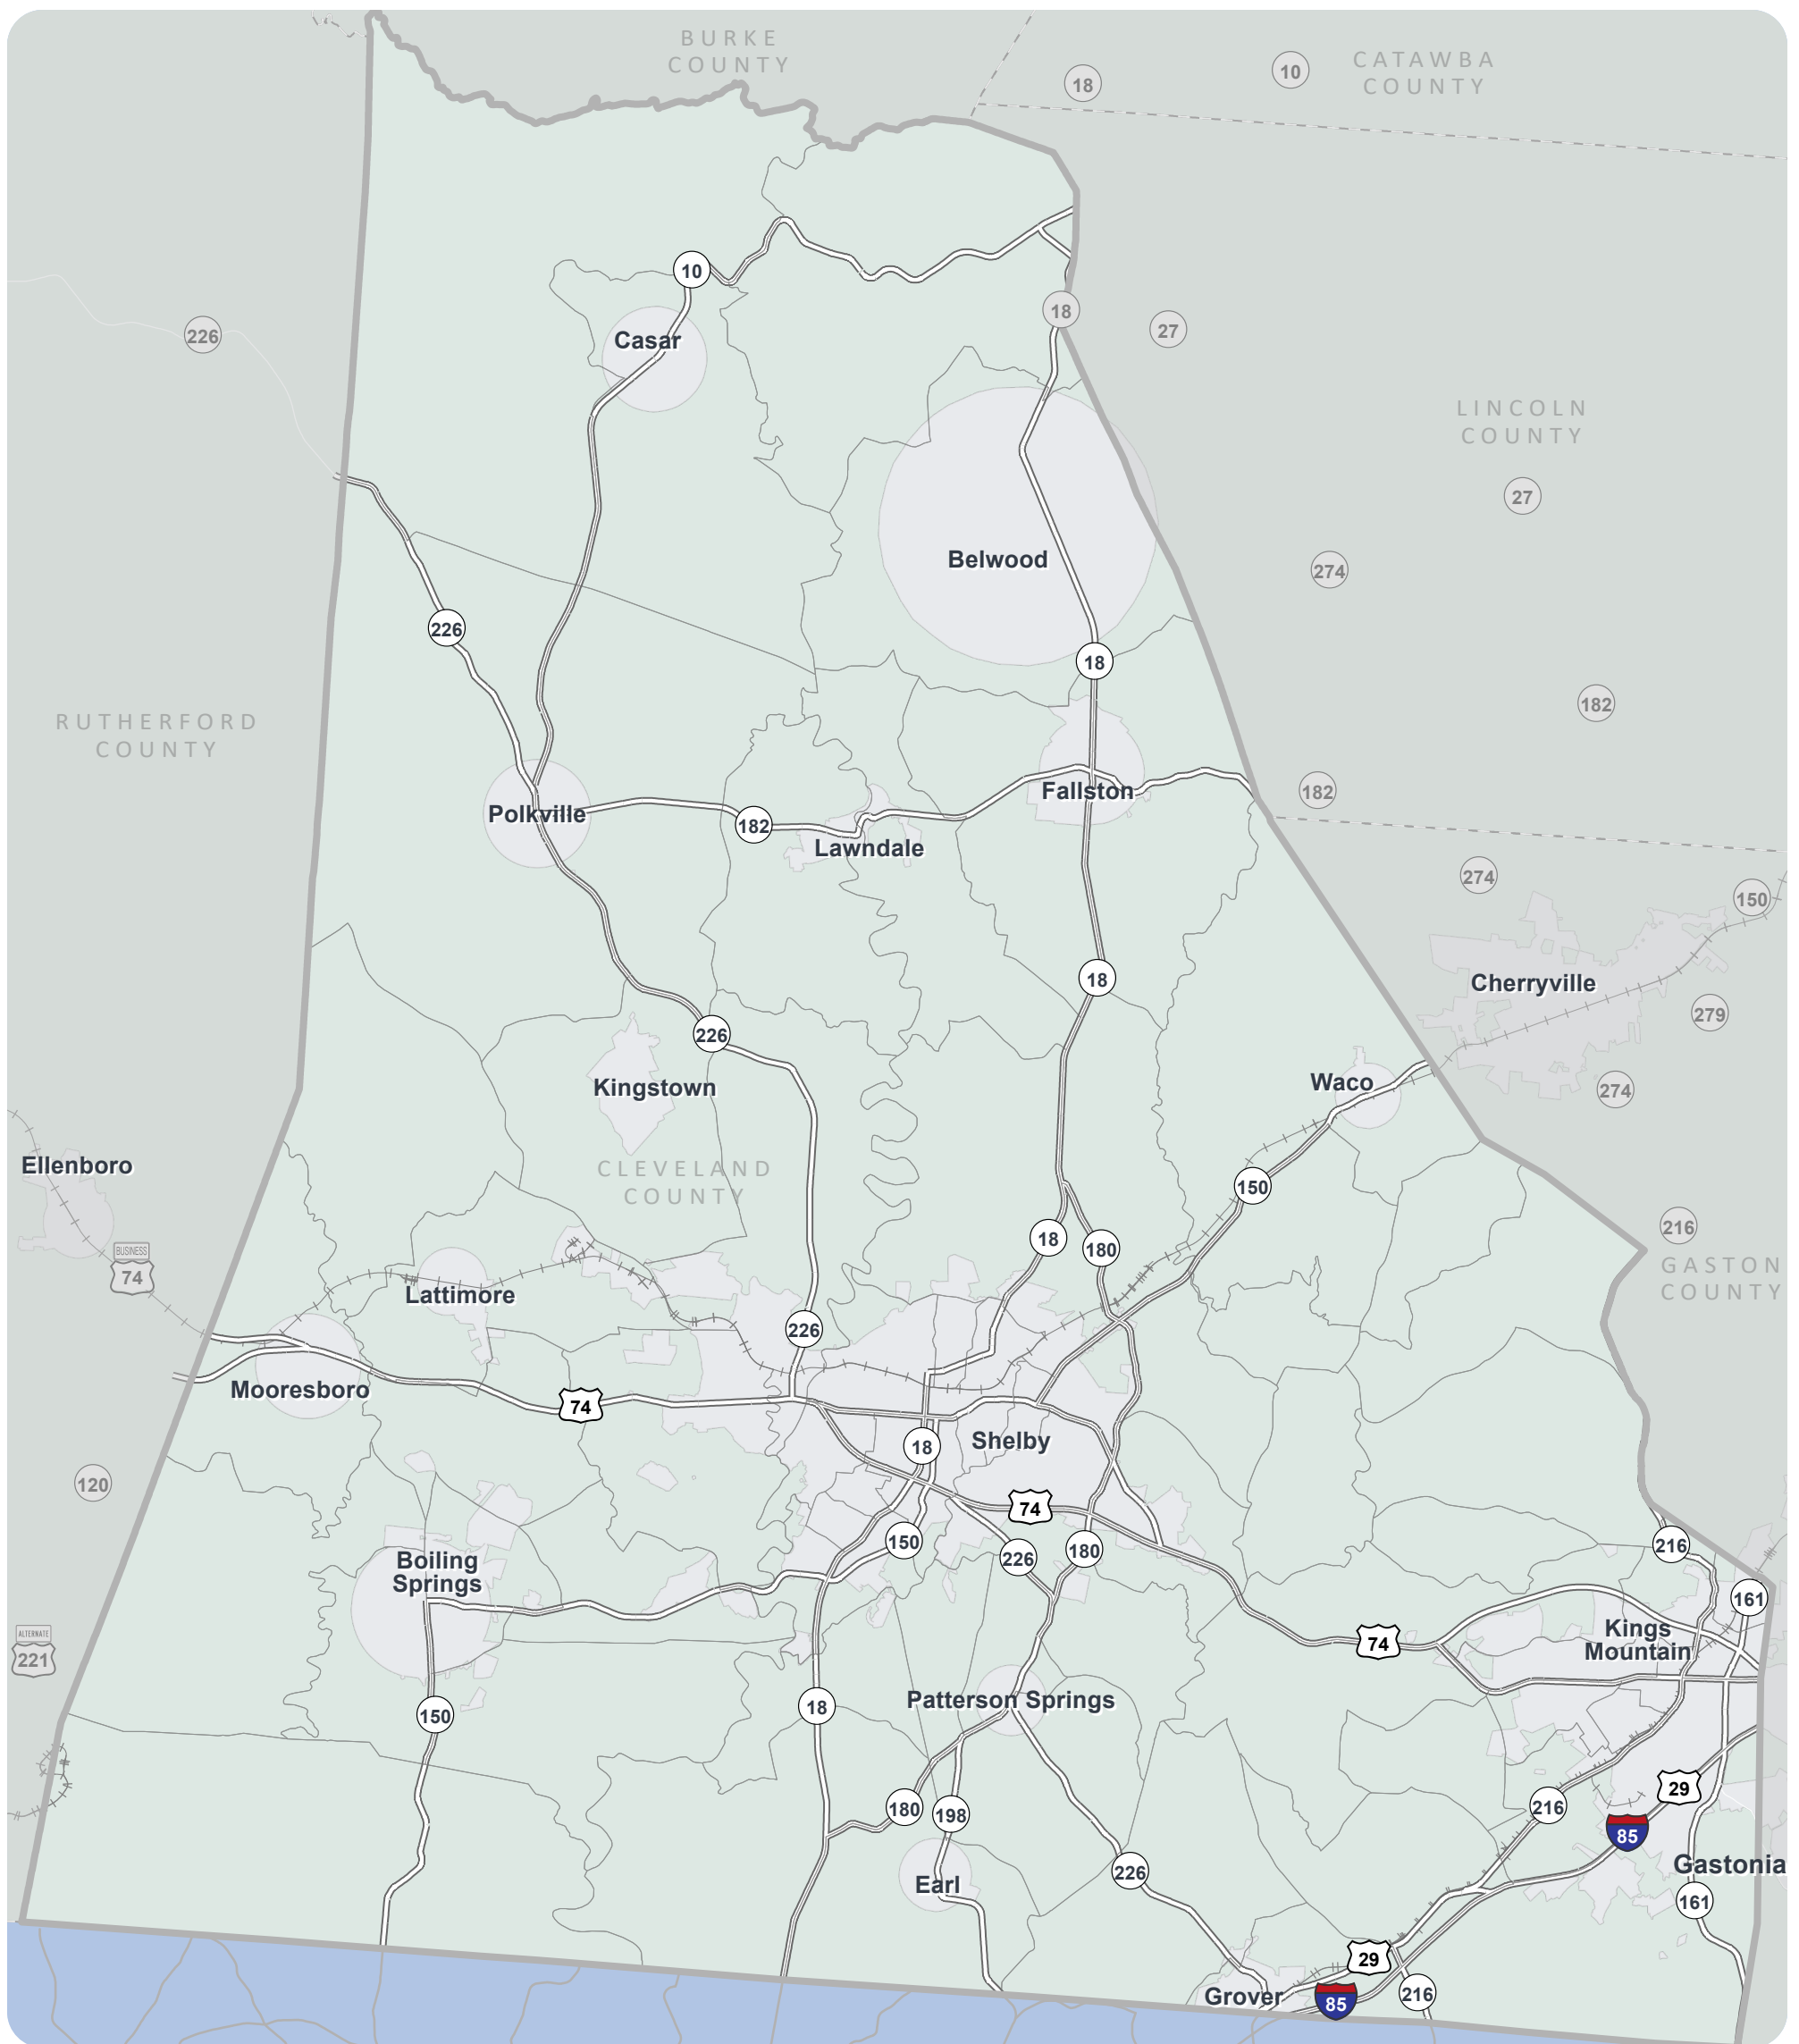 BURKE
COUNTY
CATAWBA
COUNTY
10
18
10
18
27
226
Casar
LINCOLN
COUNTY
27
Belwood
274
226
18
182
RUTHERFORD
COUNTY
182
Fallston
Polkville
182
Lawndale
274
150
18
Cherryville
279
226
Waco
Kingstown
274
Ellenboro
CLEVELAND
COUNTY
150
216
18
180
BUSINESS
74
GASTON
COUNTY
Lattimore
226
Mooresboro
74
18
Shelby
120
74
150
226
180
216
Boiling
Springs
161
Kings
Mountain
74
ALTERNATE
221
Patterson Springs
18
150
29
180
198
216
85
Gastonia
226
Earl
161
29
Grover
85
216